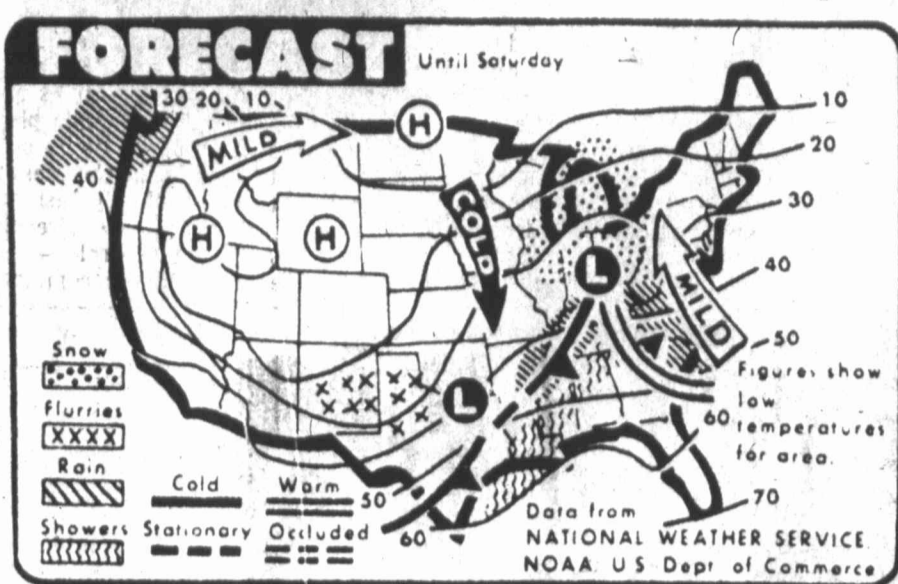 FORECAST
Until Saturday
30 20 10
MILD
H
10
20
40
COLD
30
H
H
L
40
MILD
50
Snow
Figures show
low
temperatures
for area.
Flurries
XXXX
L
60
Rain
Cold
Warm
50
70
Showers
Stationary
Occluded
60
Data from
NATIONAL WEATHER SERVICE,
NOAA, U S Dept of Commerce